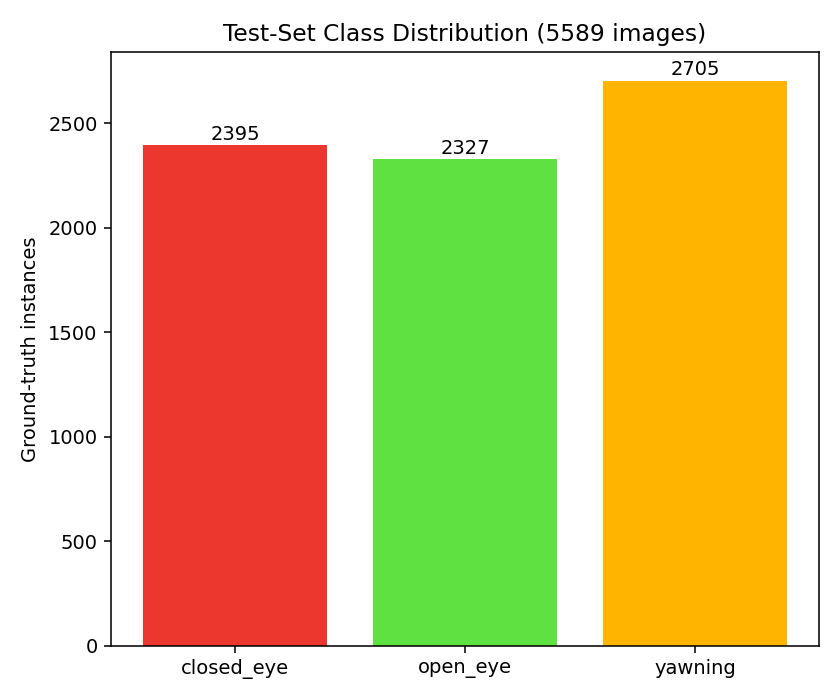 Test-Set Class Distribution (5589 images)
Ground-truth instances
2500
2000
1500
1000
500
0
2395
2327
2705
closed_eye
open_eye
yawning